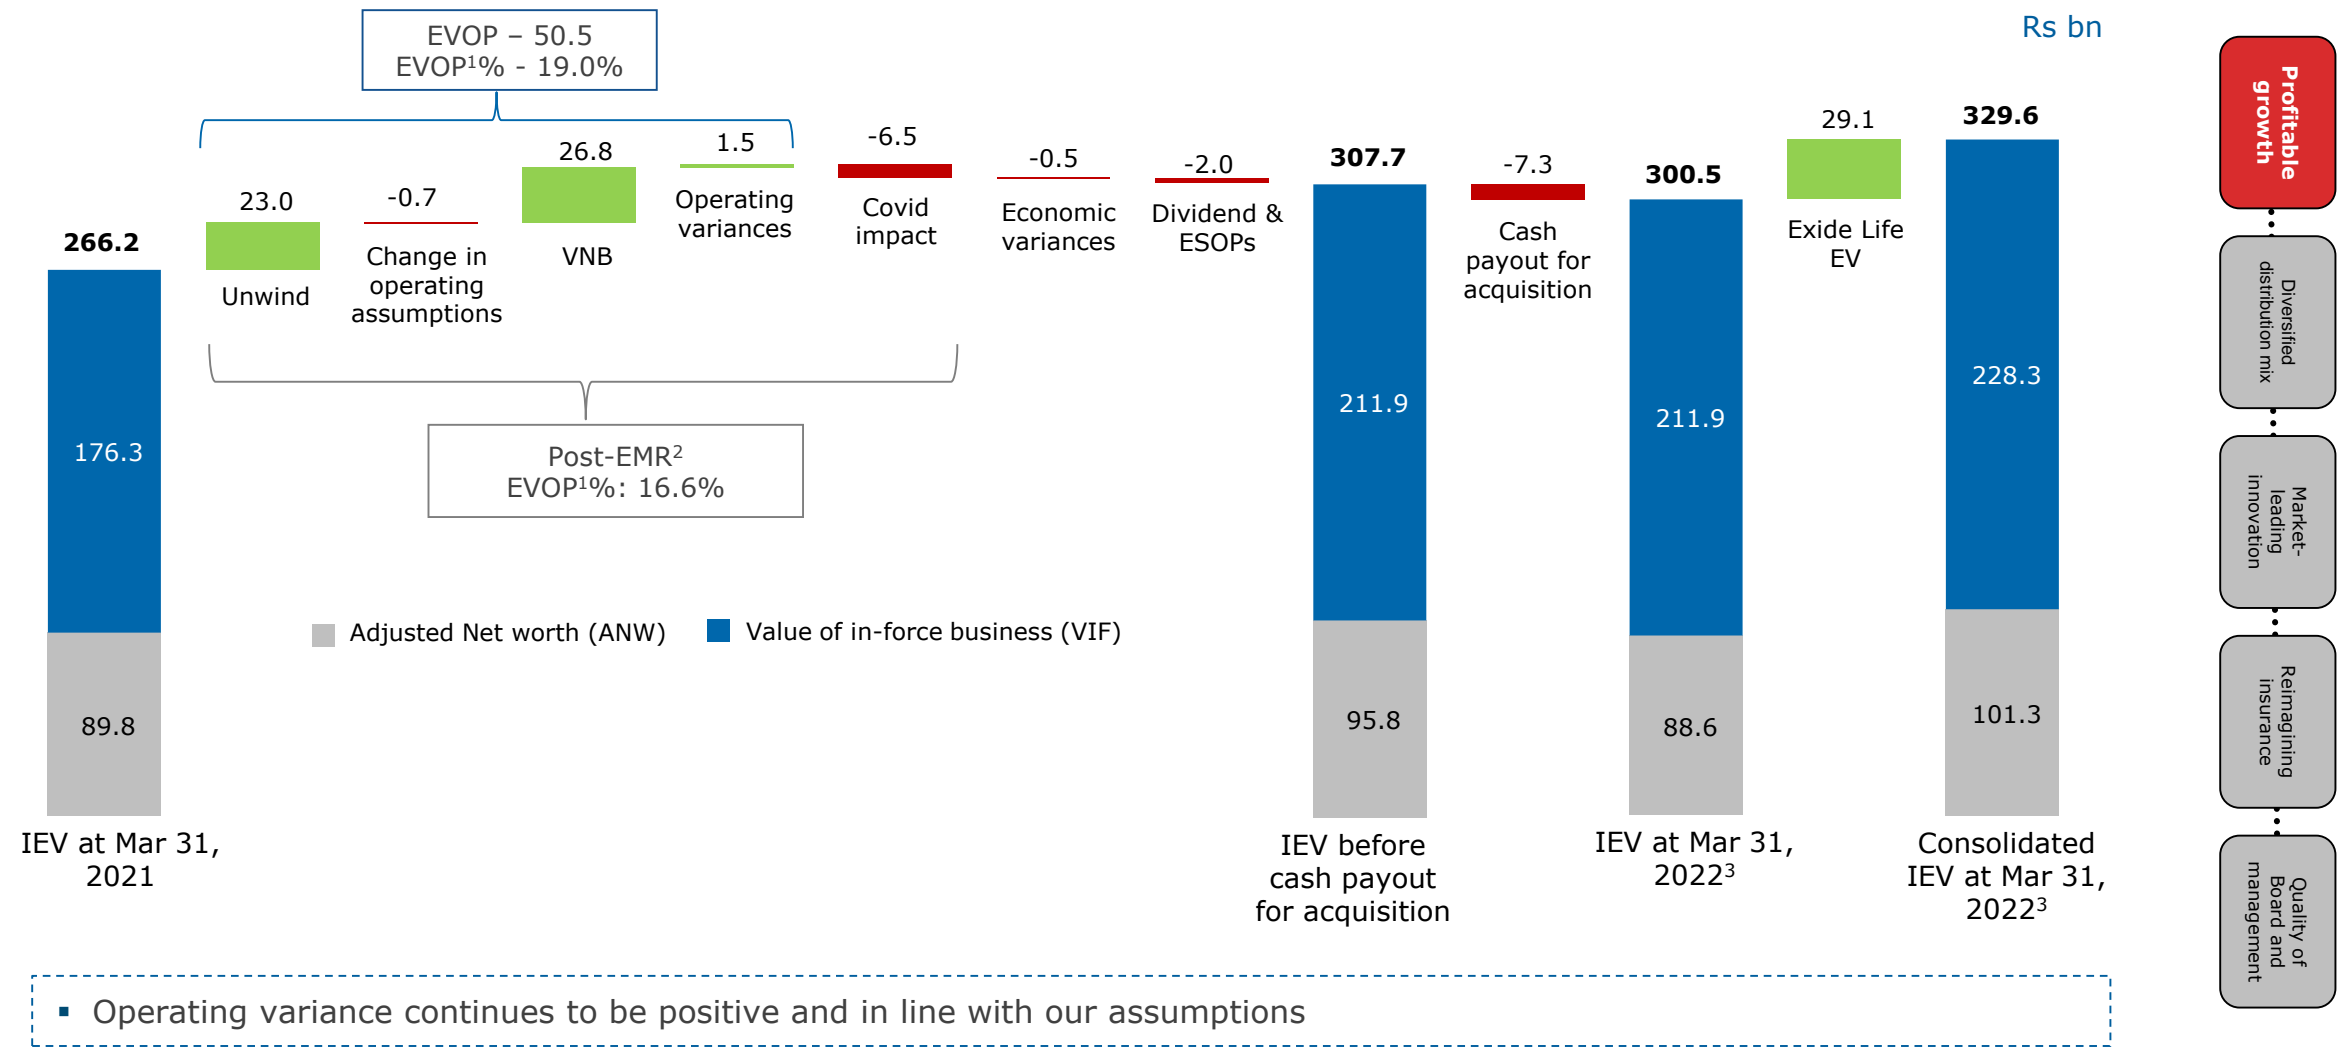 Rs bn
EVOP – 50.5
EVOP¹% - 19.0%
266.2
23.0
Unwind
-0.7
Change in
operating
assumptions
26.8
VNB
1.5
Operating
variances
-6.5
Covid
impact
-0.5
Economic
variances
-2.0
Dividend &
ESOPs
307.7
-7.3
Cash
payout for
acquisition
300.5
29.1
Exide Life
EV
329.6
Post-EMR²
EVOP¹%: 16.6%
176.3
89.8
211.9
95.8
211.9
88.6
228.3
101.3
Adjusted Net worth (ANW)
Value of in-force business (VIF)
IEV at Mar 31,
2021
IEV before
cash payout
for acquisition
IEV at Mar 31,
2022³
Consolidated
IEV at Mar 31,
2022³
▪ Operating variance continues to be positive and in line with our assumptions
Profitable
growth
Diversified
distribution mix
Market-
leading
innovation
Reimagining
insurance
Quality of
Board and
management